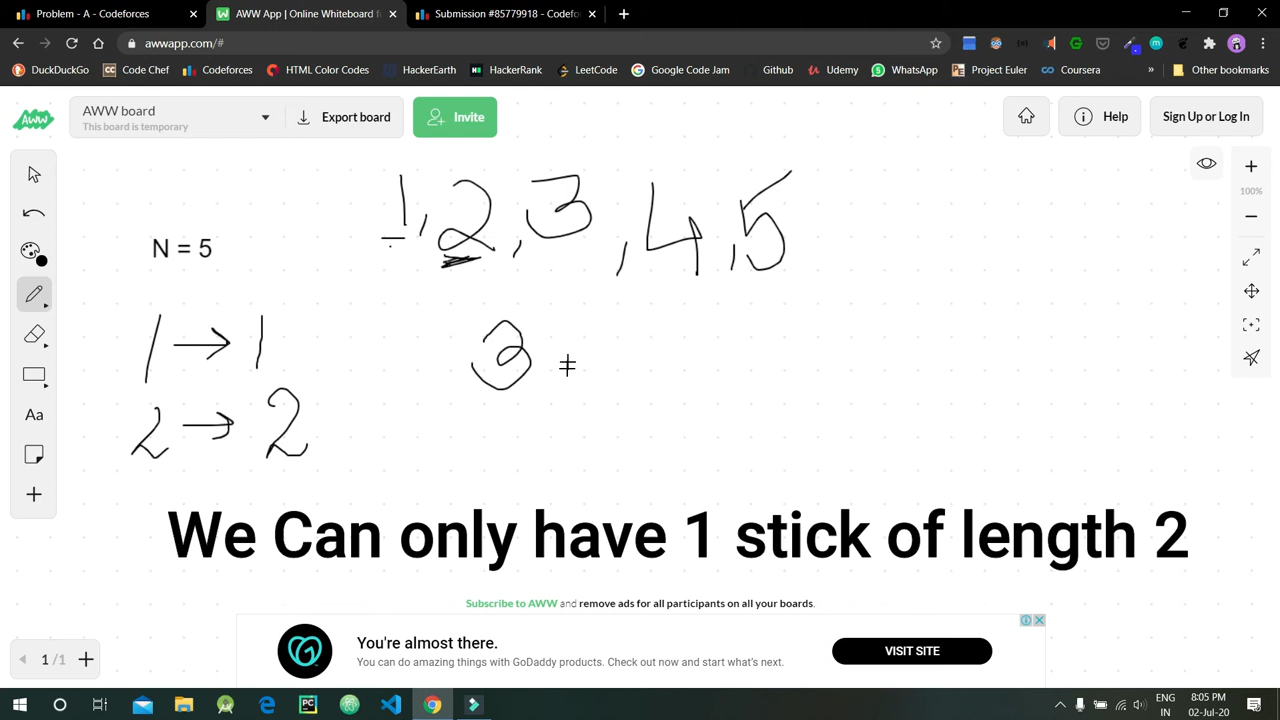 Problem - A - Codeforces
AWW App | Online Whiteboard f
Submission #85779918 - Codefor
awwapp.com/#
DuckDuckGo
CC Code Chef
Codeforces
HTML Color Codes
HackerEarth
HackerRank
LeetCode
Google Code Jam
Github
Udemy
WhatsApp
PE Project Euler
Coursera
»
Other bookmarks
AWW
AWW board
This board is temporary
Export board
Invite
Help
Sign Up or Log In
100%
1, 2, 3, 4, 5
N = 5
1 → 1
3
2 → 2
Aa
We Can only have 1 stick of length 2
Subscribe to AWW and remove ads for all participants on all your boards.
You're almost there.
You can do amazing things with GoDaddy products. Check out now and start what's next.
VISIT SITE
1 /1
ENG
IN
8:05 PM
02-Jul-20